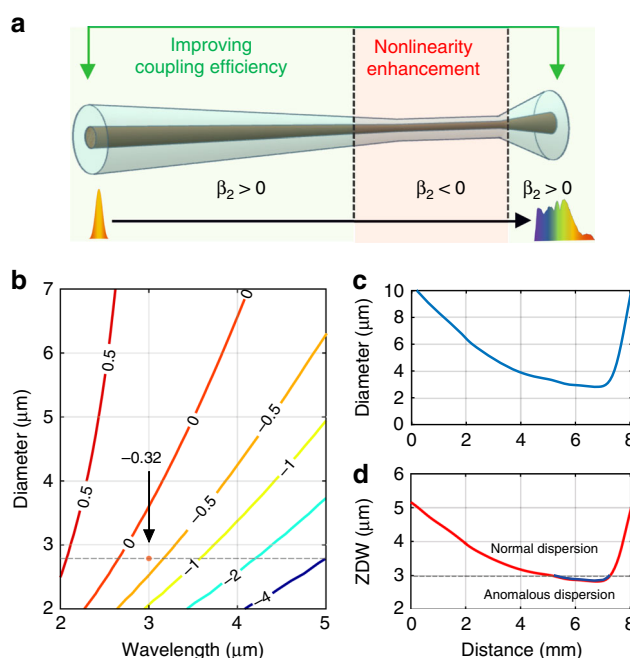 a
Improving
coupling efficiency
Nonlinearity
enhancement
β₂ > 0
β₂ < 0
β₂ > 0
b
7
6
5
4
3
2
Diameter (μm)
0.5
0.5
0
0
−0.5
−0.5
−1
−1
−2
−4
−0.32
2
3
4
5
Wavelength (μm)
c
10
8
6
4
2
0
Diameter (μm)
0
2
4
6
8
d
6
5
4
3
2
ZDW (μm)
Normal dispersion
Anomalous dispersion
0
2
4
6
8
Distance (mm)